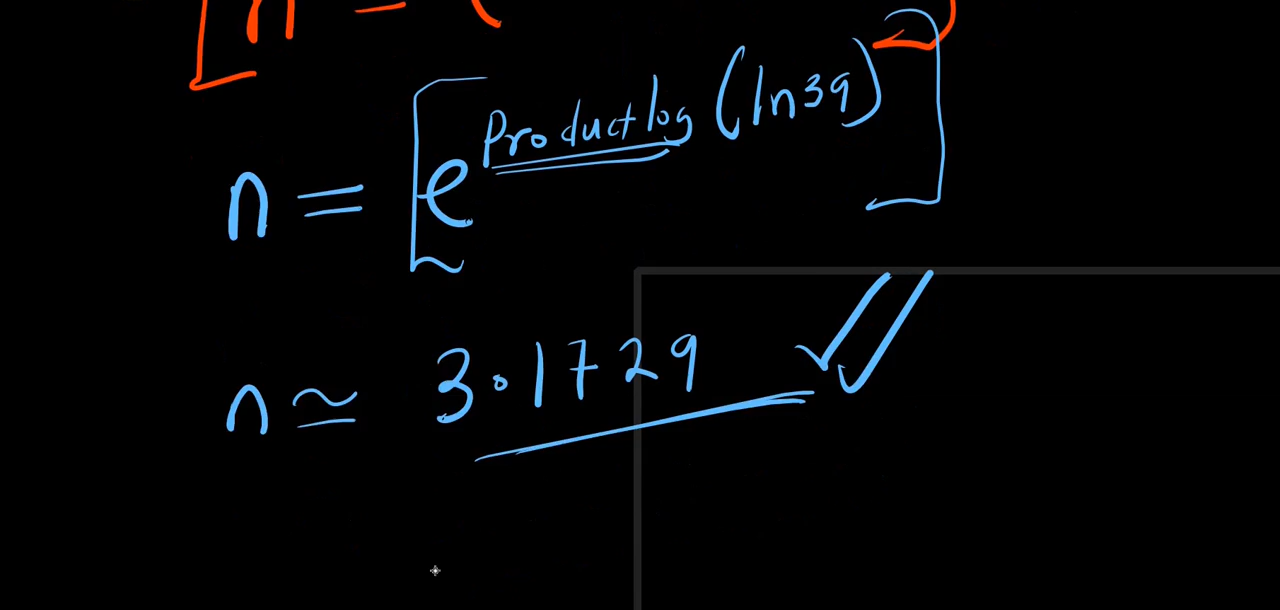 [n = (
n = [e^Productlog (ln39)]
n ≃ 3.1729 ✓✓